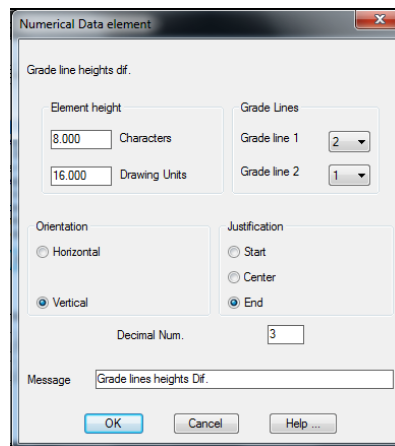 Numerical Data element
Grade line heights dif.
Element height
8.000 Characters
16.000 Drawing Units
Grade Lines
Grade line 1 2
Grade line 2 1
Orientation
Horizontal
Vertical
Justification
Start
Center
End
Decimal Num. 3
Message Grade lines heights Dif.
OK Cancel Help ...